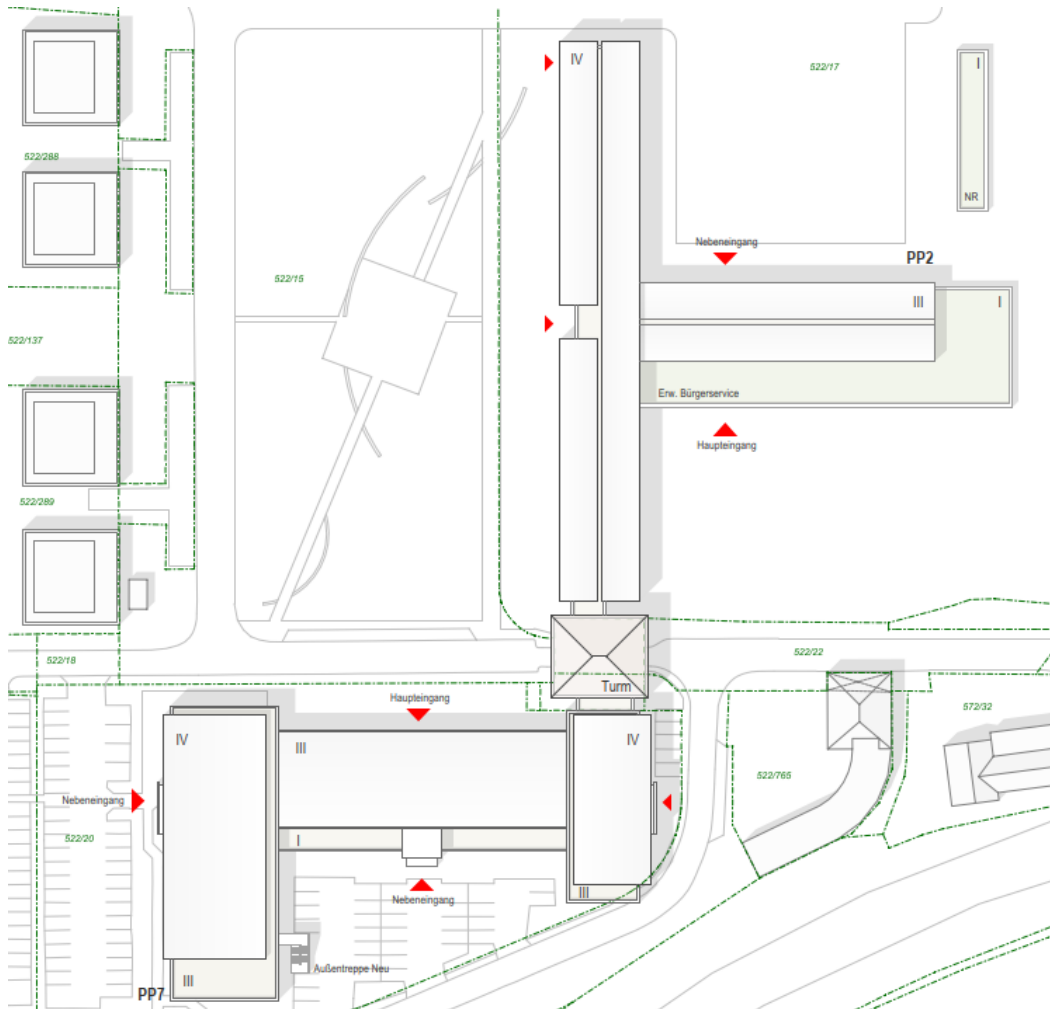 IV
522/17
I
522/288
NR
Nebeneingang
PP2
522/15
III
I
522/137
Erw. Bürgerservice
Haupteingang
522/289
522/18
522/22
Turm
Haupteingang
572/32
IV
III
IV
522/765
Nebeneingang
522/20
I
Nebeneingang
III
Außentreppe Neu
III
PP7